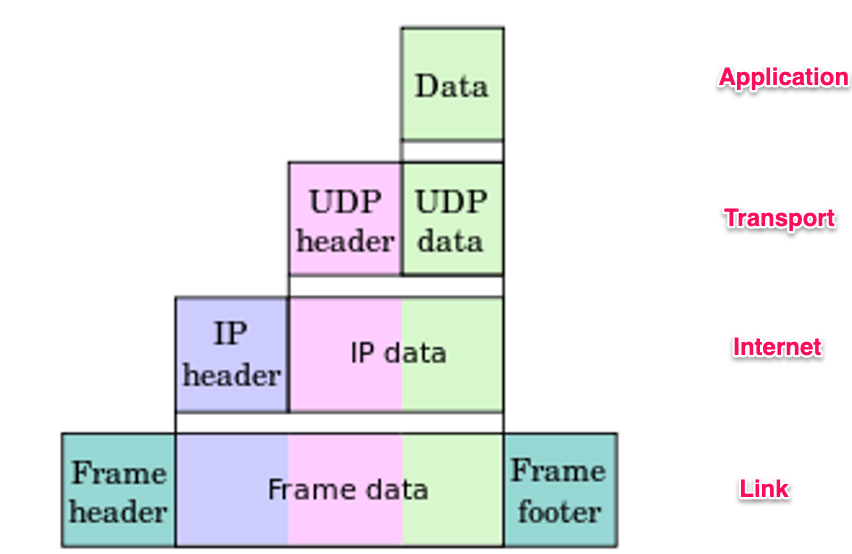 Data
Application
UDP
header
UDP
data
Transport
IP
header
IP data
Internet
Frame
header
Frame data
Frame
footer
Link